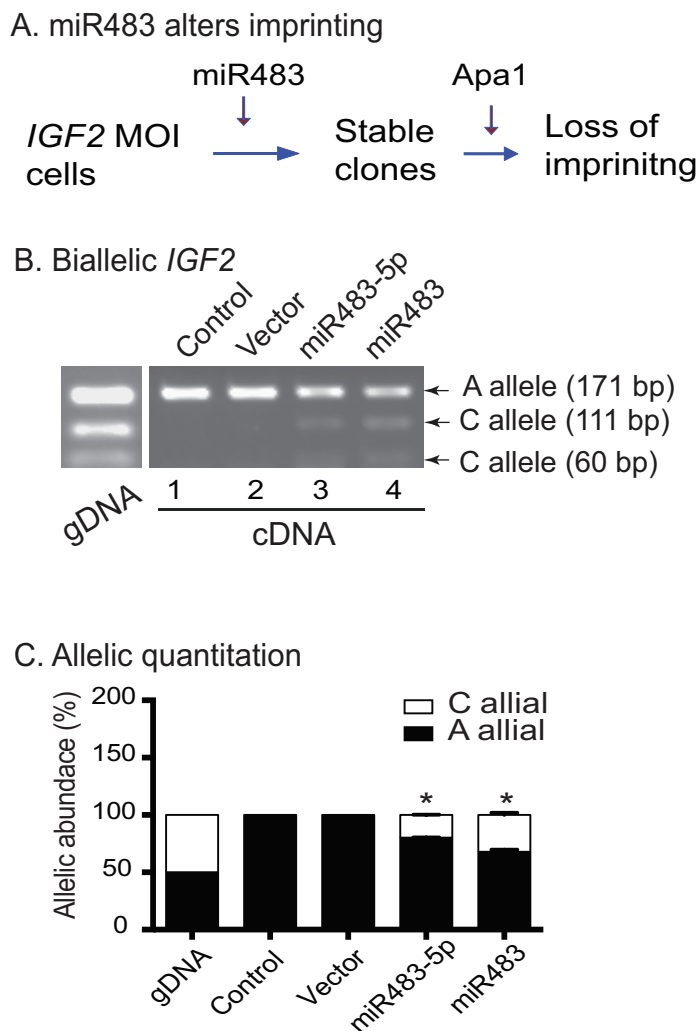 A. miR483 alters imprinting
miR483
Apa1
IGF2 MOI
cells
Stable
clones
Loss of
imprinitng
B. Biallelic IGF2
Control
Vector
miR483-5p
miR483
A allele (171 bp)
C allele (111 bp)
C allele (60 bp)
gDNA
1 2 3 4
cDNA
C. Allelic quantitation
Allelic abundace (%)
200
150
100
50
0
C allial
A allial
* *
gDNA
Control
Vector
miR483-5p
miR483